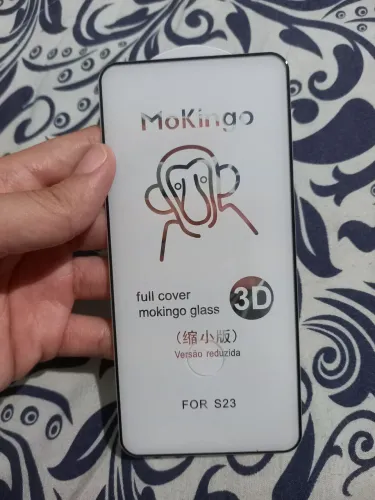 MoKingo
full cover
mokingo glass
3D
(缩小版)
Versão reduzida
FOR S23